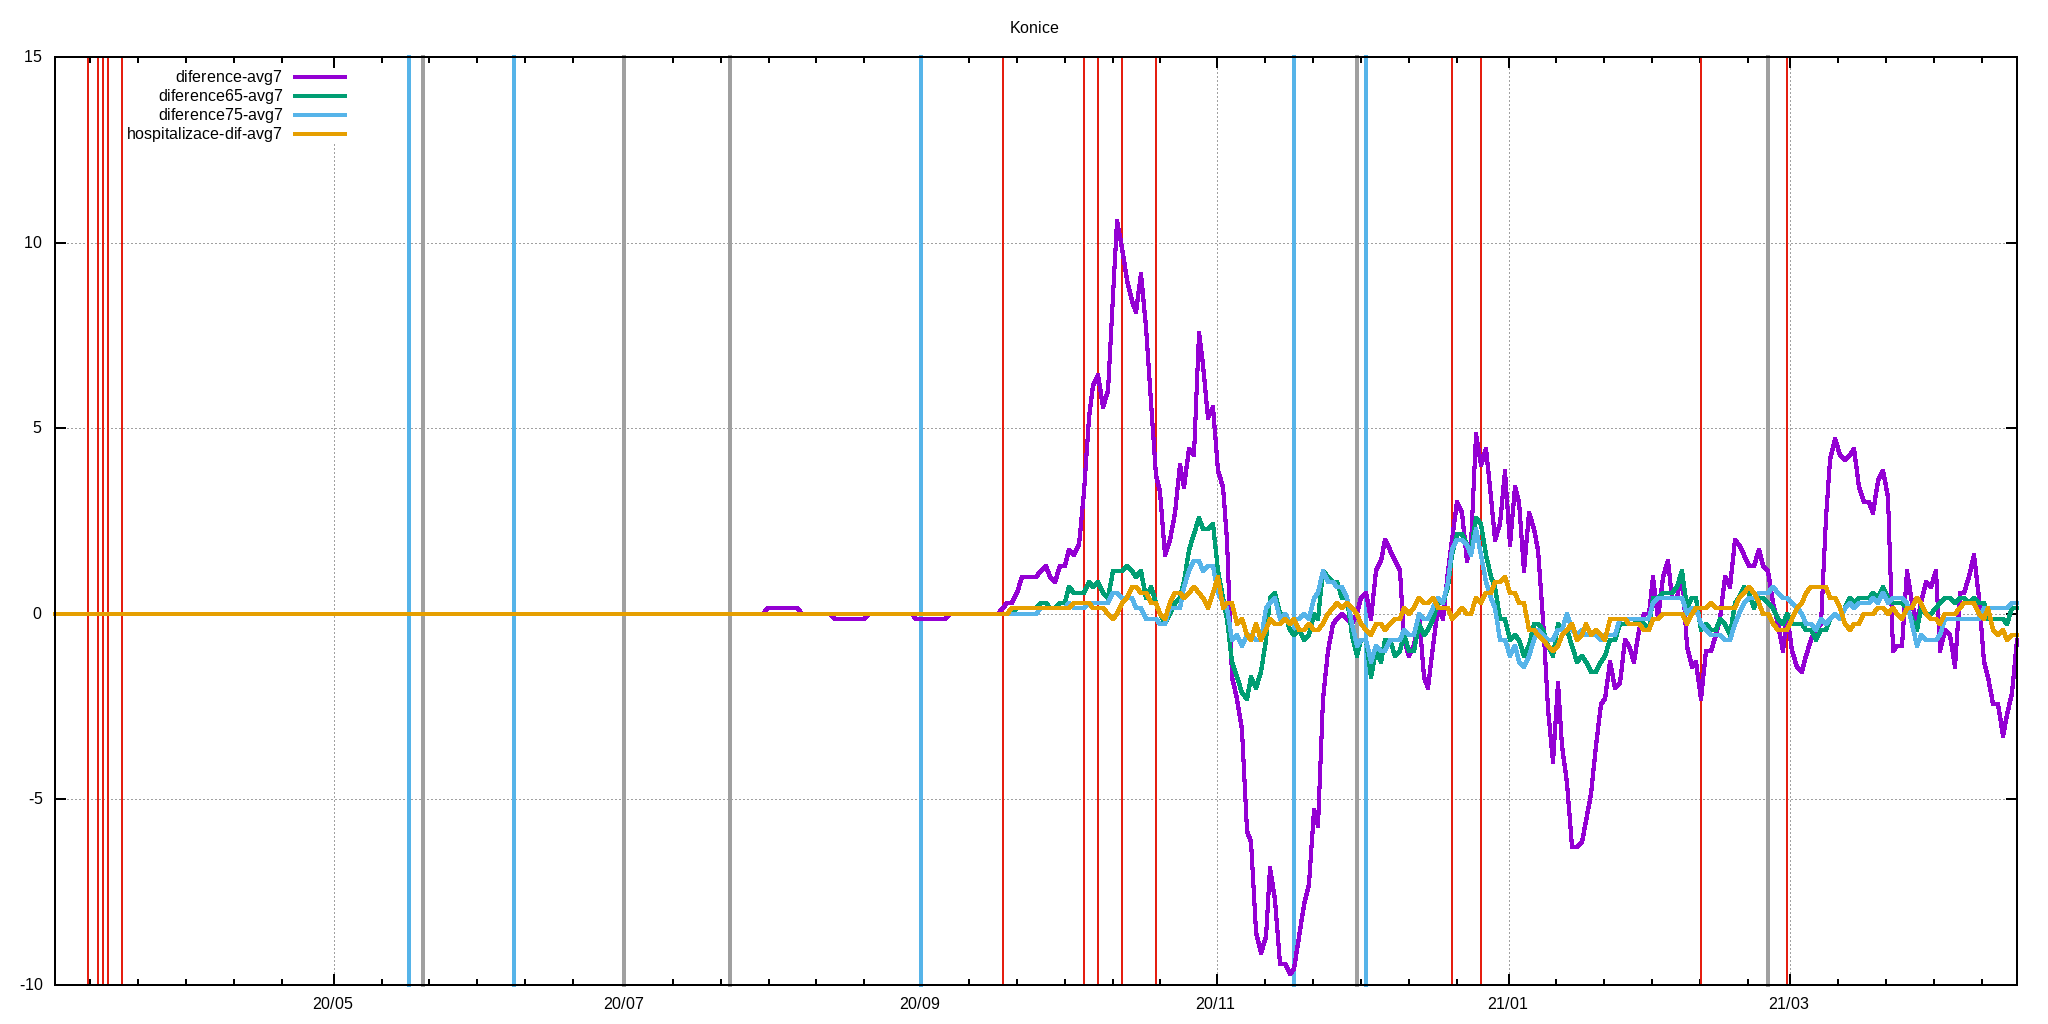 Konice
15
diference-avg7
diference65-avg7
diference75-avg7
hospitalizace-dif-avg7
10
5
0
-5
-10
20/05 20/07 20/09 20/11 21/01 21/03